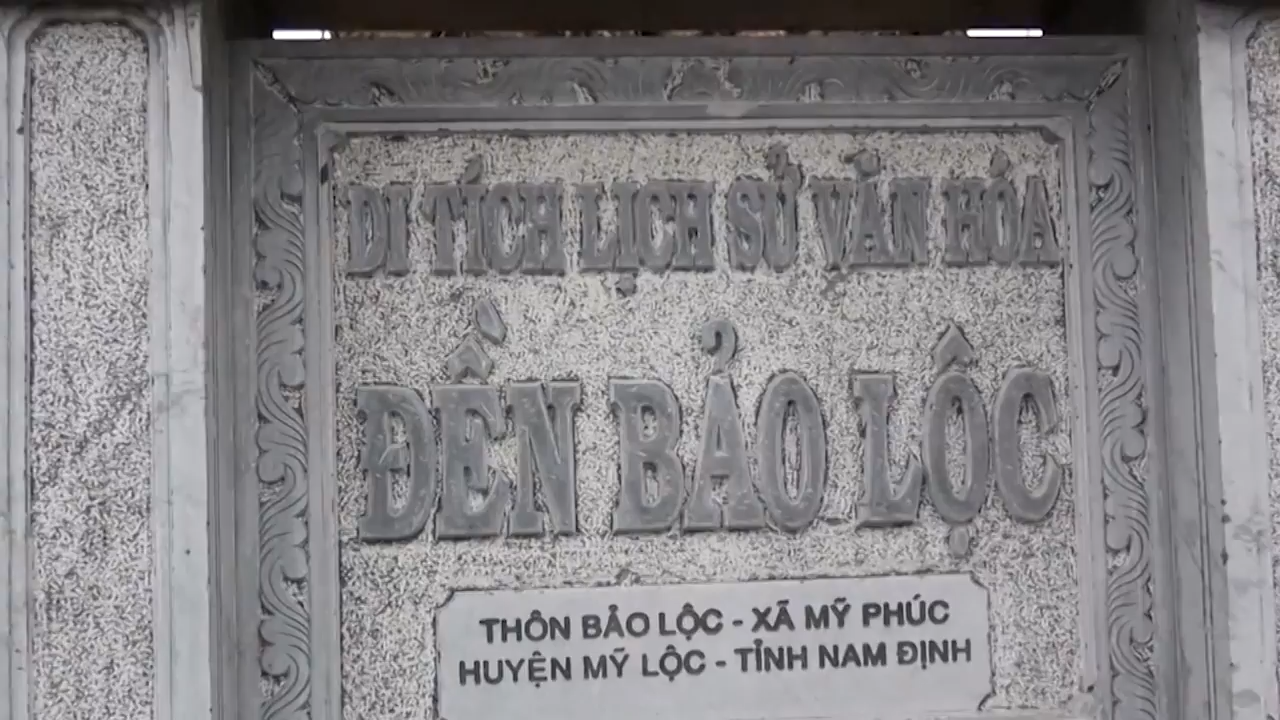 DI TÍCH LỊCH SỬ VĂN HÓA
ĐỀN BẢO LỘC
THÔN BẢO LỘC - XÃ MỸ PHÚC
HUYỆN MỸ LỘC - TỈNH NAM ĐỊNH